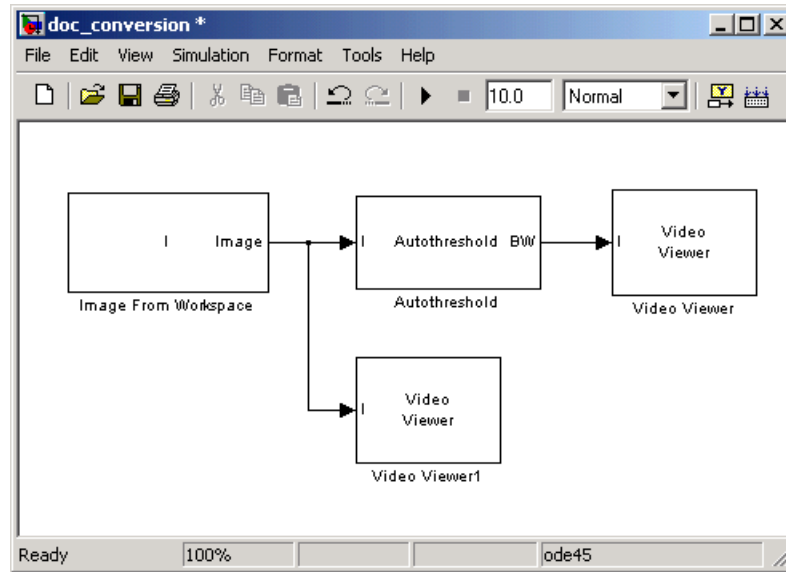 doc_conversion *
File Edit View Simulation Format Tools Help
10.0 Normal
I Image
Image From Workspace
I Autothreshold BW
Autothreshold
I Video
Viewer
Video Viewer
I Video
Viewer
Video Viewer1
Ready 100% ode45